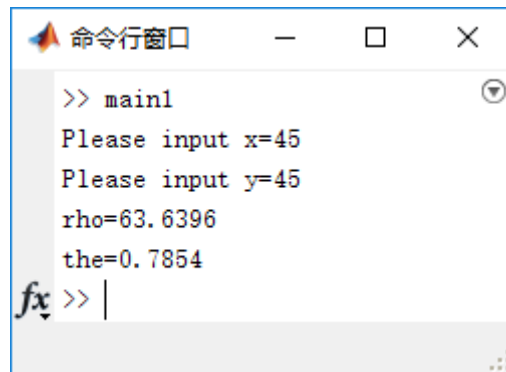 命令行窗口
>> main1
Please input x=45
Please input y=45
rho=63.6396
the=0.7854
fx >>